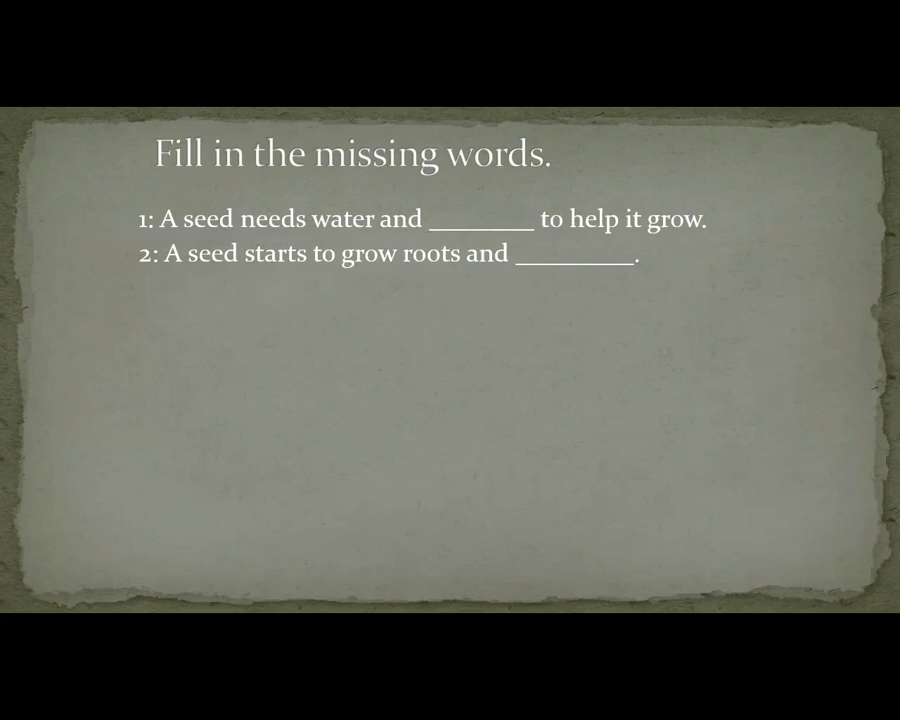 Fill in the missing words.
1: A seed needs water and ________ to help it grow.
2: A seed starts to grow roots and _________.